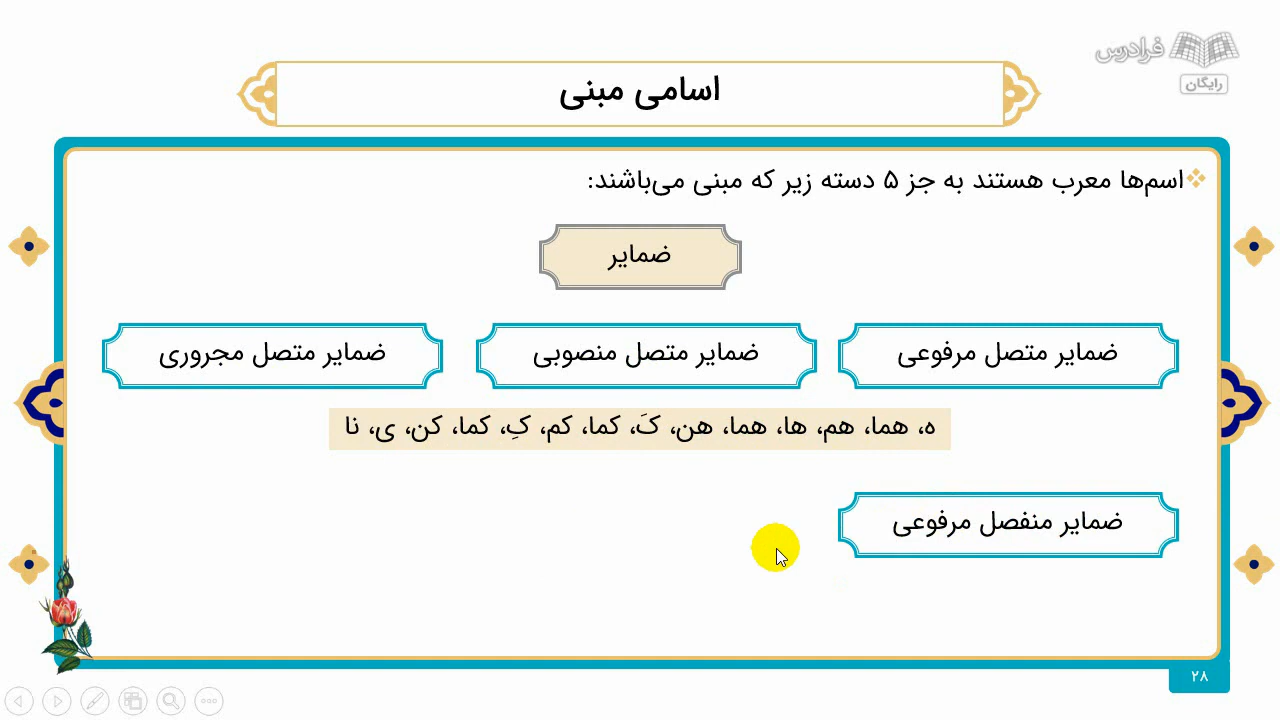 فرادرس
رایگان
اسامی مبنی
اسم‌ها معرب هستند به جز ۵ دسته زیر که مبنی می‌باشند:
ضمایر
ضمایر متصل مرفوعی
ضمایر متصل منصوبی
ضمایر متصل مجروری
ه، هما، هم، ها، هما، هن، کَ، کما، کم، کِ، کما، کن، ی، نا
ضمایر منفصل مرفوعی
۲۸